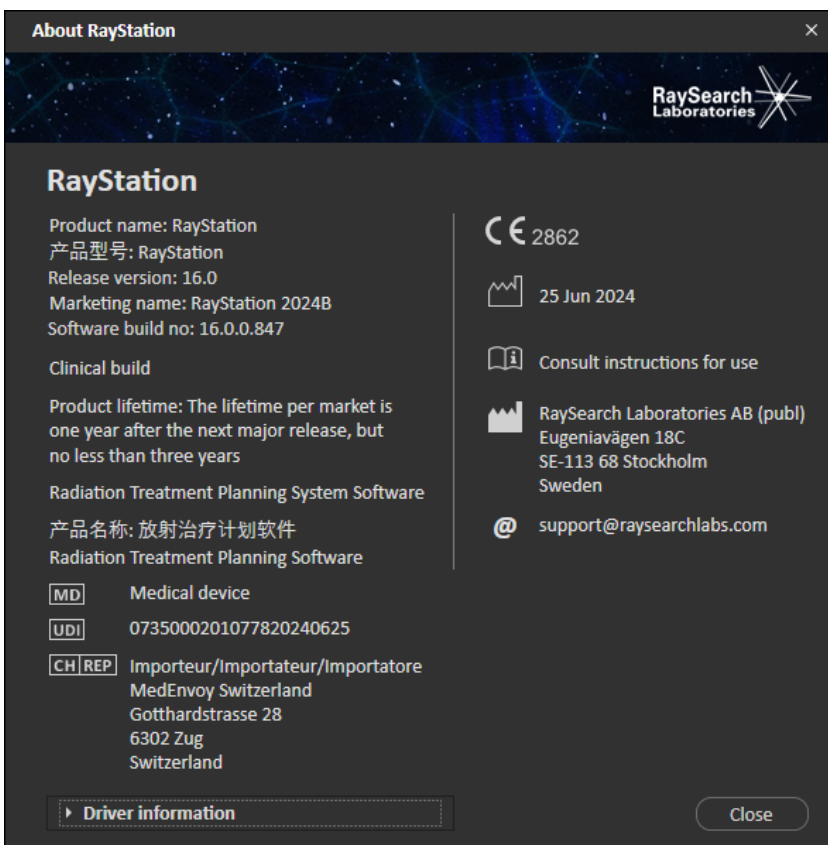 About RayStation
RaySearch
Laboratories
RayStation
Product name: RayStation
产品型号: RayStation
Release version: 16.0
Marketing name: RayStation 2024B
Software build no: 16.0.0.847
Clinical build
Product lifetime: The lifetime per market is
one year after the next major release, but
no less than three years
Radiation Treatment Planning System Software
产品名称: 放射治疗计划软件
Radiation Treatment Planning Software
CE 2862
25 Jun 2024
Consult instructions for use
RaySearch Laboratories AB (publ)
Eugeniavägen 18C
SE-113 68 Stockholm
Sweden
@ support@raysearchlabs.com
MD Medical device
UDI 0735000201077820240625
CH REP Importeur/Importateur/Importatore
MedEnvoy Switzerland
Gotthardstrasse 28
6302 Zug
Switzerland
Driver information
Close